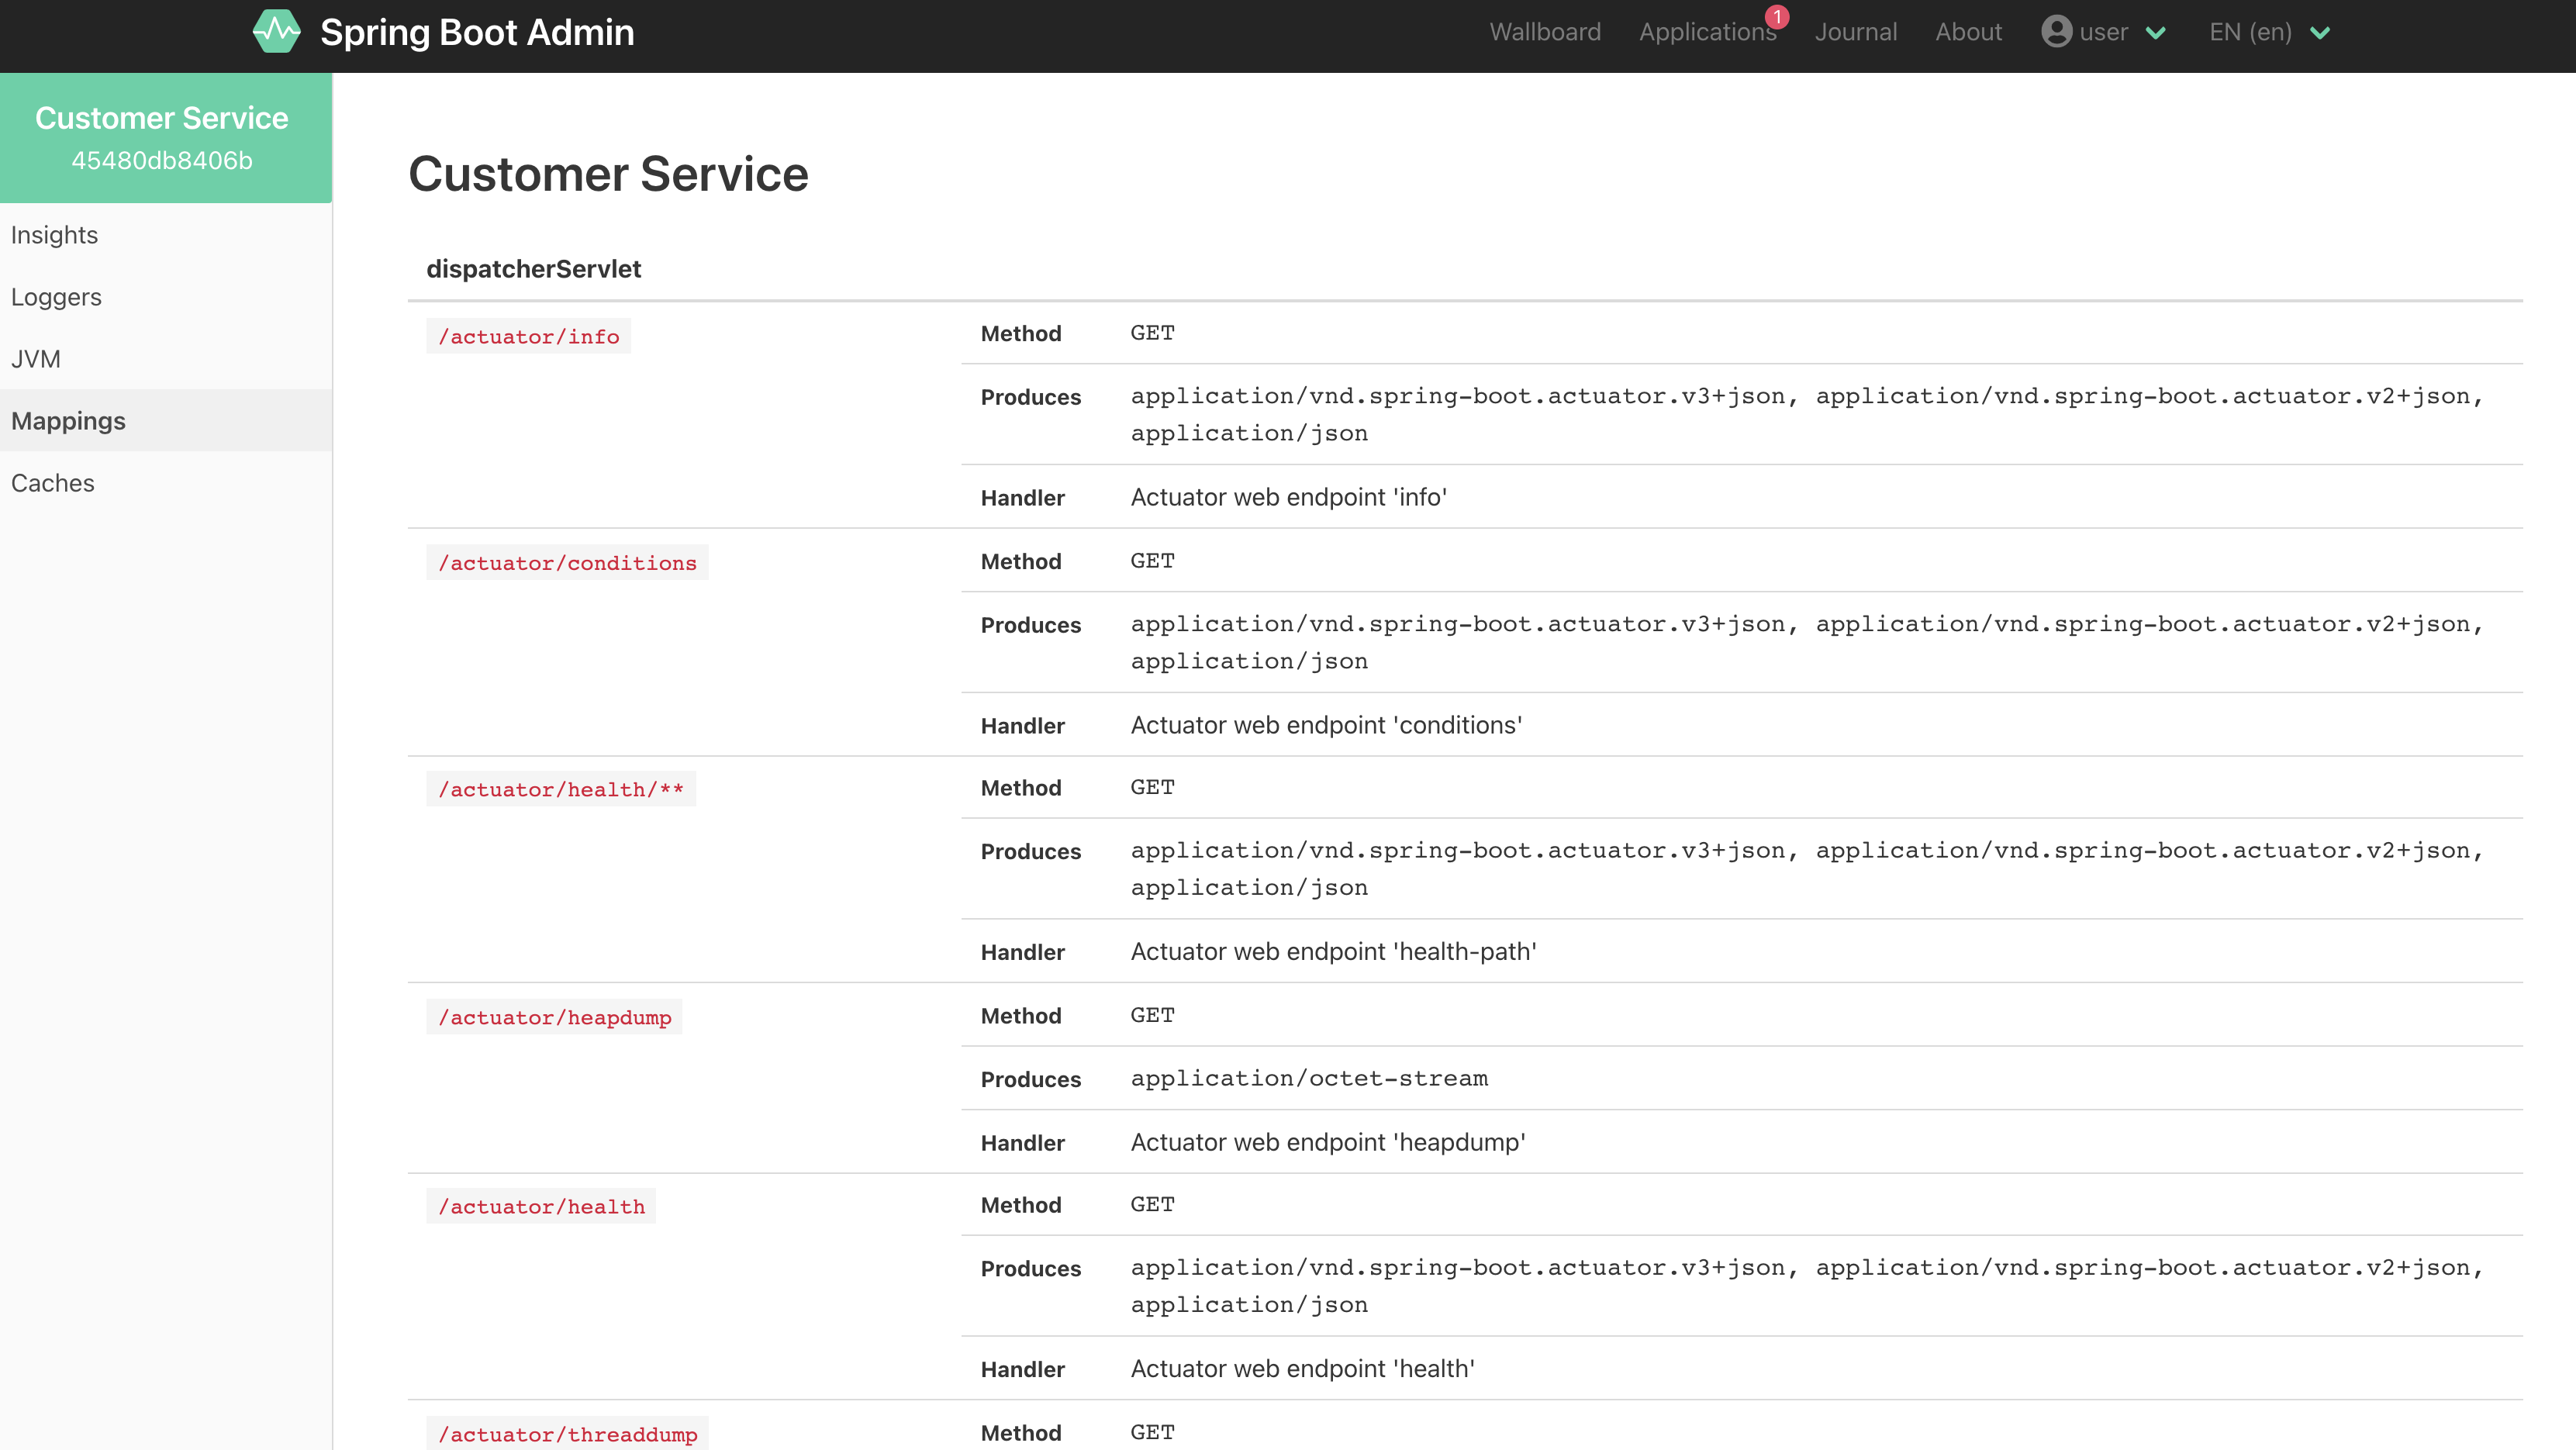 Spring Boot Admin
Wallboard Applications 1 Journal About user EN (en)
Customer Service
45480db8406b
Insights
Loggers
JVM
Mappings
Caches
Customer Service
dispatcherServlet
/actuator/info
Method GET
Produces application/vnd.spring-boot.actuator.v3+json, application/vnd.spring-boot.actuator.v2+json,
application/json
Handler Actuator web endpoint 'info'
/actuator/conditions
Method GET
Produces application/vnd.spring-boot.actuator.v3+json, application/vnd.spring-boot.actuator.v2+json,
application/json
Handler Actuator web endpoint 'conditions'
/actuator/health/**
Method GET
Produces application/vnd.spring-boot.actuator.v3+json, application/vnd.spring-boot.actuator.v2+json,
application/json
Handler Actuator web endpoint 'health-path'
/actuator/heapdump
Method GET
Produces application/octet-stream
Handler Actuator web endpoint 'heapdump'
/actuator/health
Method GET
Produces application/vnd.spring-boot.actuator.v3+json, application/vnd.spring-boot.actuator.v2+json,
application/json
Handler Actuator web endpoint 'health'
/actuator/threaddump
Method GET